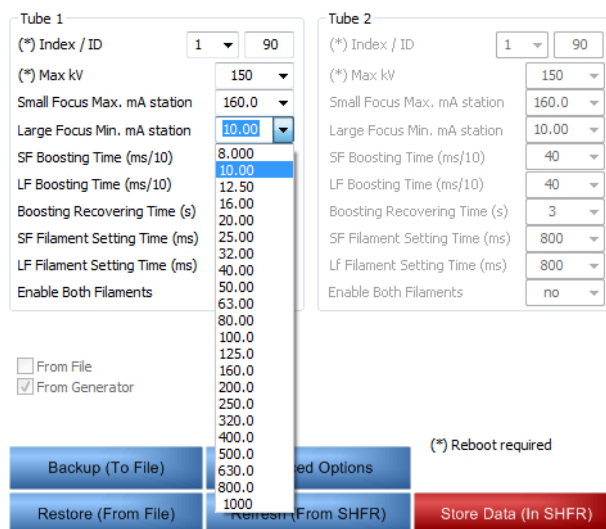 Tube 1
(*) Index / ID 1 90
(*) Max kV 150
Small Focus Max. mA station 160.0
Large Focus Min. mA station 10.00
SF Boosting Time (ms/10)
LF Boosting Time (ms/10)
Boosting Recovering Time (s)
SF Filament Setting Time (ms)
LF Filament Setting Time (ms)
Enable Both Filaments
8.000
10.00
12.50
16.00
20.00
25.00
32.00
40.00
50.00
63.00
80.00
100.0
125.0
160.0
200.0
250.0
320.0
400.0
500.0
630.0
800.0
1000
Tube 2
(*) Index / ID 1 90
(*) Max kV 150
Small Focus Max. mA station 160.0
Large Focus Min. mA station 10.00
SF Boosting Time (ms/10) 40
LF Boosting Time (ms/10) 40
Boosting Recovering Time (s) 3
SF Filament Setting Time (ms) 800
Lf Filament Setting Time (ms) 800
Enable Both Filaments no
From File
From Generator
(*) Reboot required
Backup (To File)
ed Options
Restore (From File)
Refresh (From SHFR)
Store Data (In SHFR)